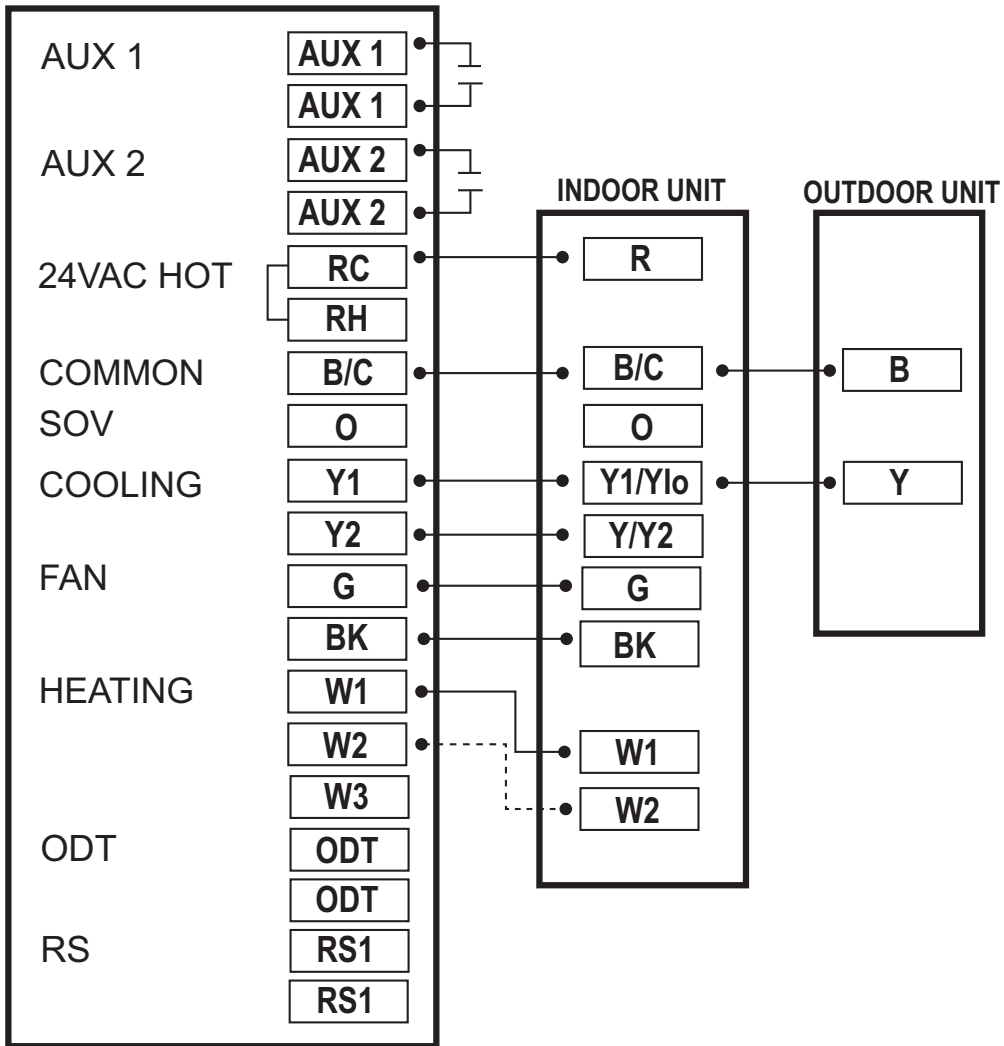 AUX 1 AUX 1
AUX 1
AUX 2 AUX 2
AUX 2
INDOOR UNIT OUTDOOR UNIT
24VAC HOT RC R
RH
COMMON B/C B/C B
SOV O O
COOLING Y1 Y1/Ylo Y
Y2 Y/Y2
FAN G G
BK BK
HEATING W1 W1
W2 W2
W3
ODT ODT
ODT
RS RS1
RS1